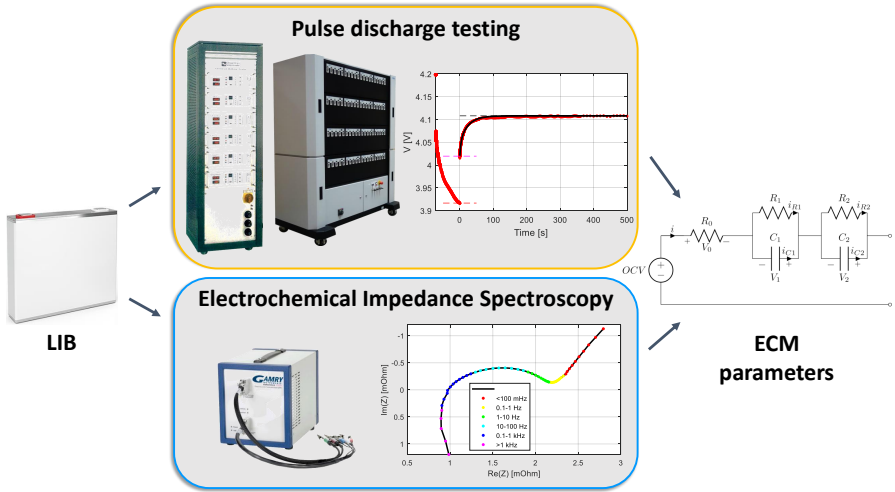 Pulse discharge testing
4.2
4.15
4.1
4.05
4
3.95
3.9
V [V]
0
100
200
300
400
500
Time [s]
LIB
Electrochemical Impedance Spectroscopy
GAMRY
-1
-0.5
0
0.5
1
Im(Z) [mOhm]
<100 mHz
0.1-1 Hz
1-10 Hz
10-100 Hz
0.1-1 kHz
>1 kHz
0.5
1
1.5
2
2.5
3
Re(Z) [mOhm]
R1
iR1
R2
iR2
i
R0
+ −
V0
C1
iC1
− +
V1
C2
iC2
− +
V2
OCV
+
−
ECM
parameters